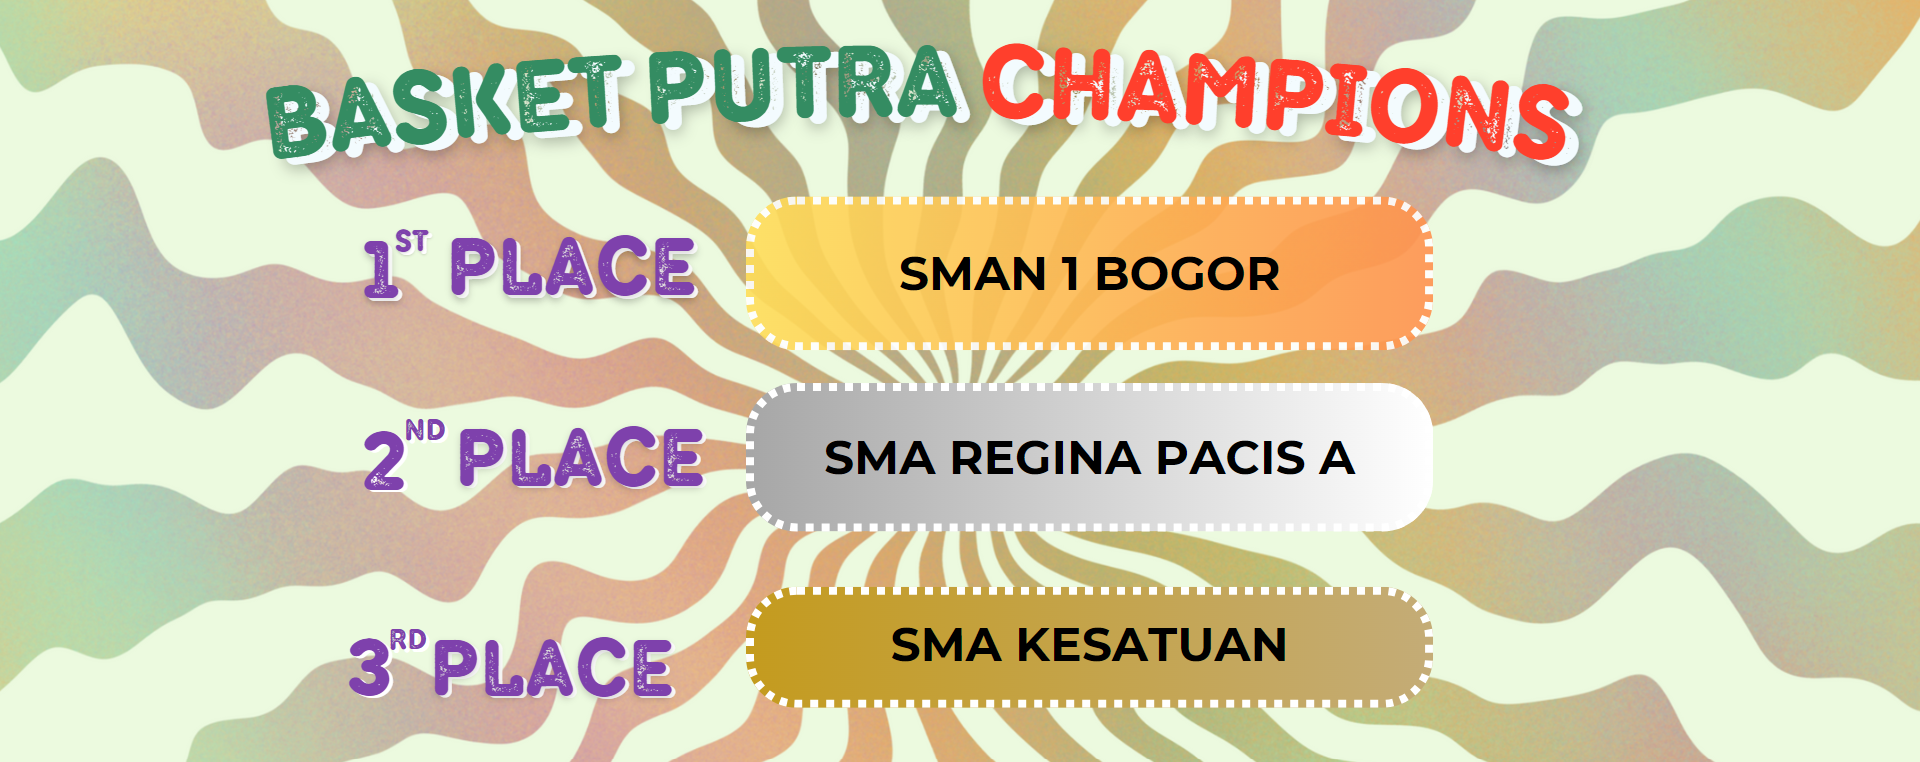 BASKET PUTRA CHAMPIONS
1ST PLACE
SMAN 1 BOGOR
2ND PLACE
SMA REGINA PACIS A
3RD PLACE
SMA KESATUAN